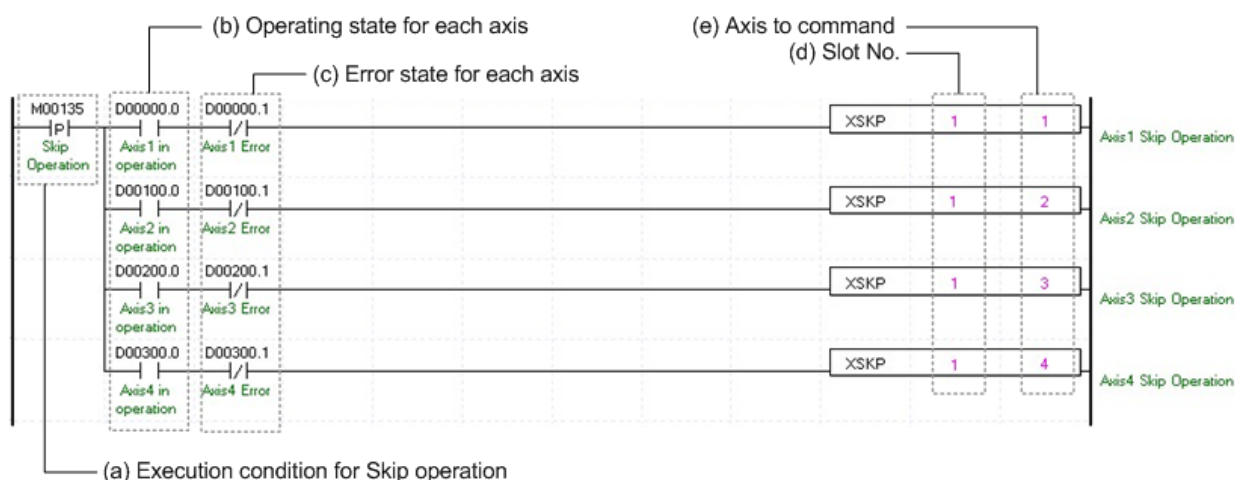 (b) Operating state for each axis
(e) Axis to command
(d) Slot No.
(c) Error state for each axis
M00135 D00000.0 D00000.1
P XSKP 1 1
Skip Operation Axis1 in operation Axis1 Error Axis1 Skip Operation
D00100.0 D00100.1
XSKP 1 2
Axis2 in operation Axis2 Error Axis2 Skip Operation
D00200.0 D00200.1
XSKP 1 3
Axis3 in operation Axis3 Error Axis3 Skip Operation
D00300.0 D00300.1
XSKP 1 4
Axis4 in operation Axis4 Error Axis4 Skip Operation
(a) Execution condition for Skip operation